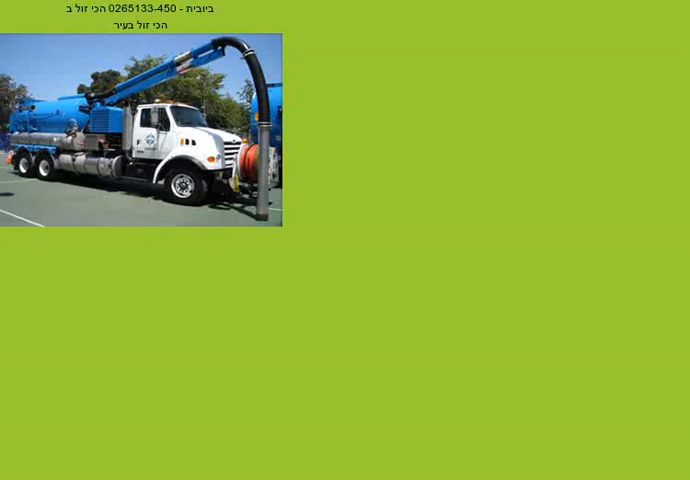 ביובית - 0265133-450 הכי זול ב
הכי זול בעיר